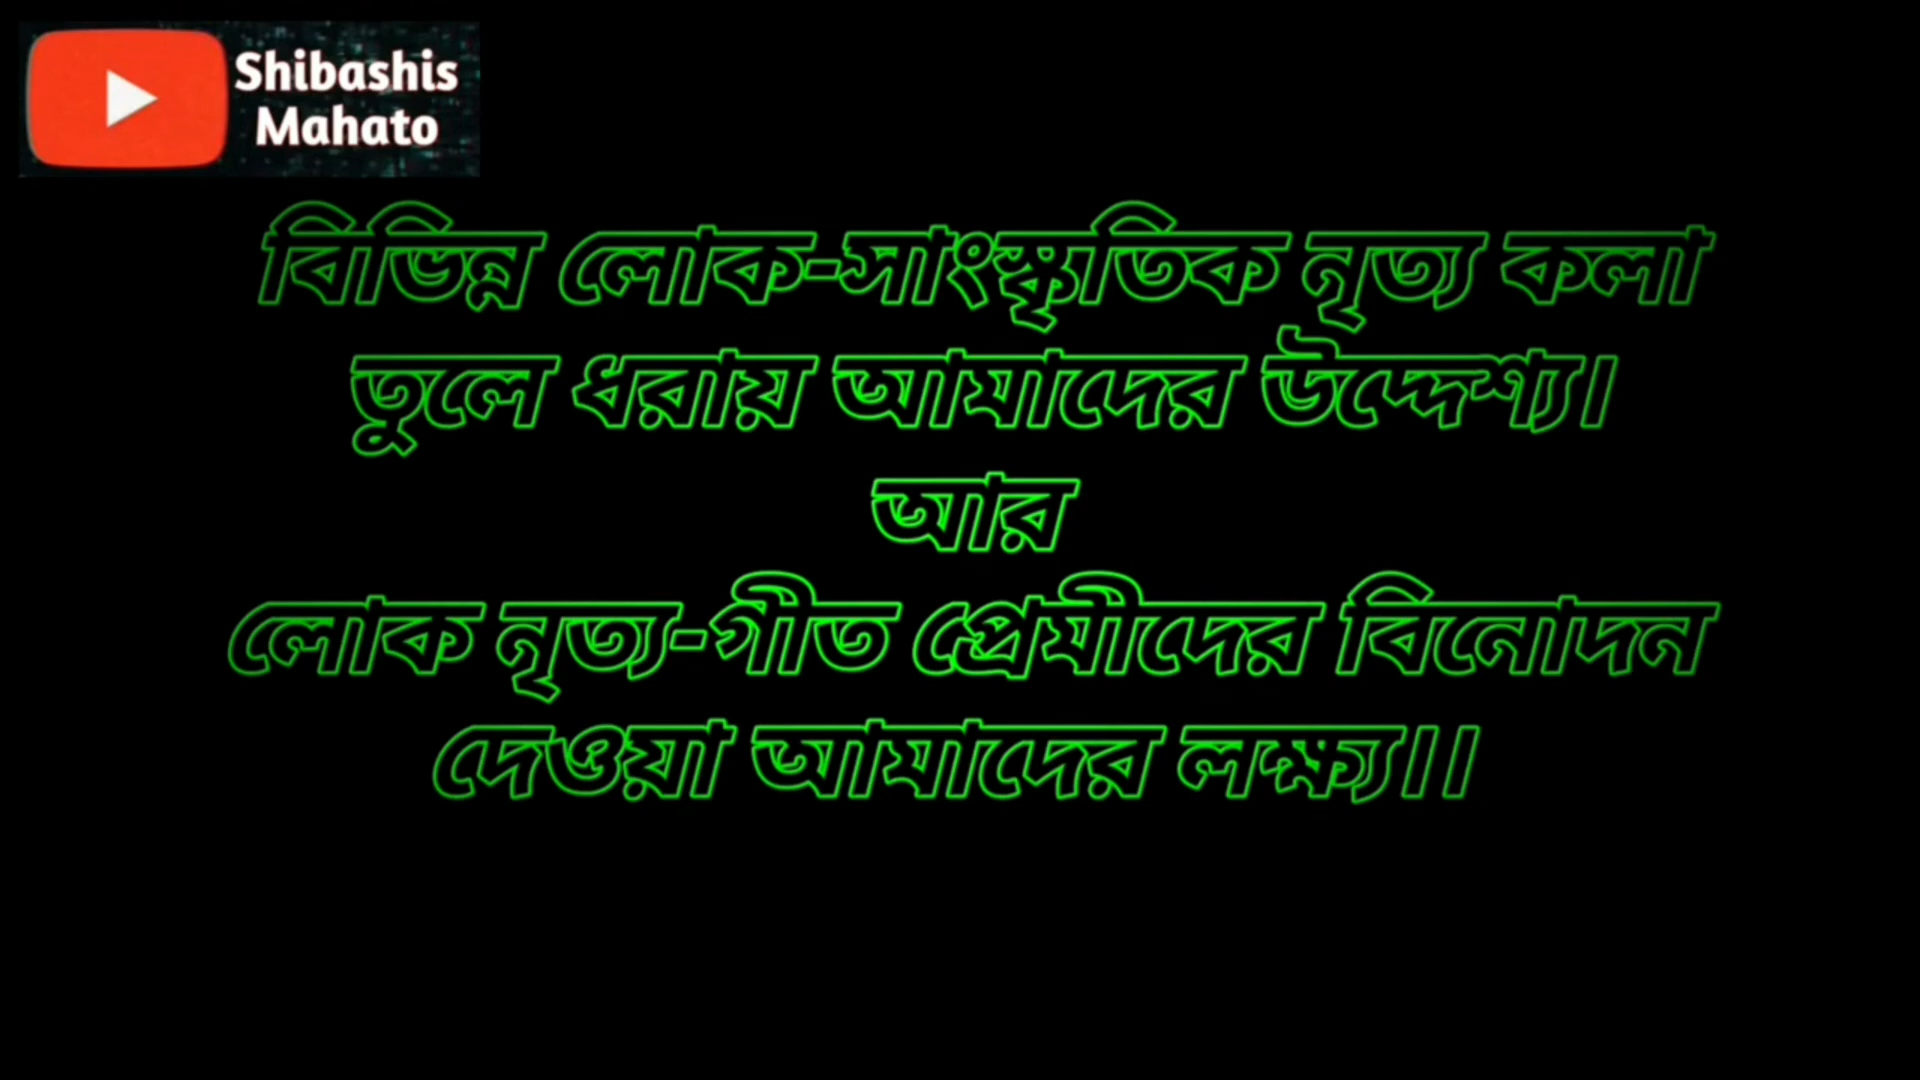 Shibashis
Mahato
বিভিন্ন লোক-সাংস্কৃতিক নৃত্য কলা
তুলে ধরায় আমাদের উদ্দেশ্য।
আর
লোক নৃত্য-গীত প্রেমীদের বিনোদন
দেওয়া আমাদের লক্ষ্য।।